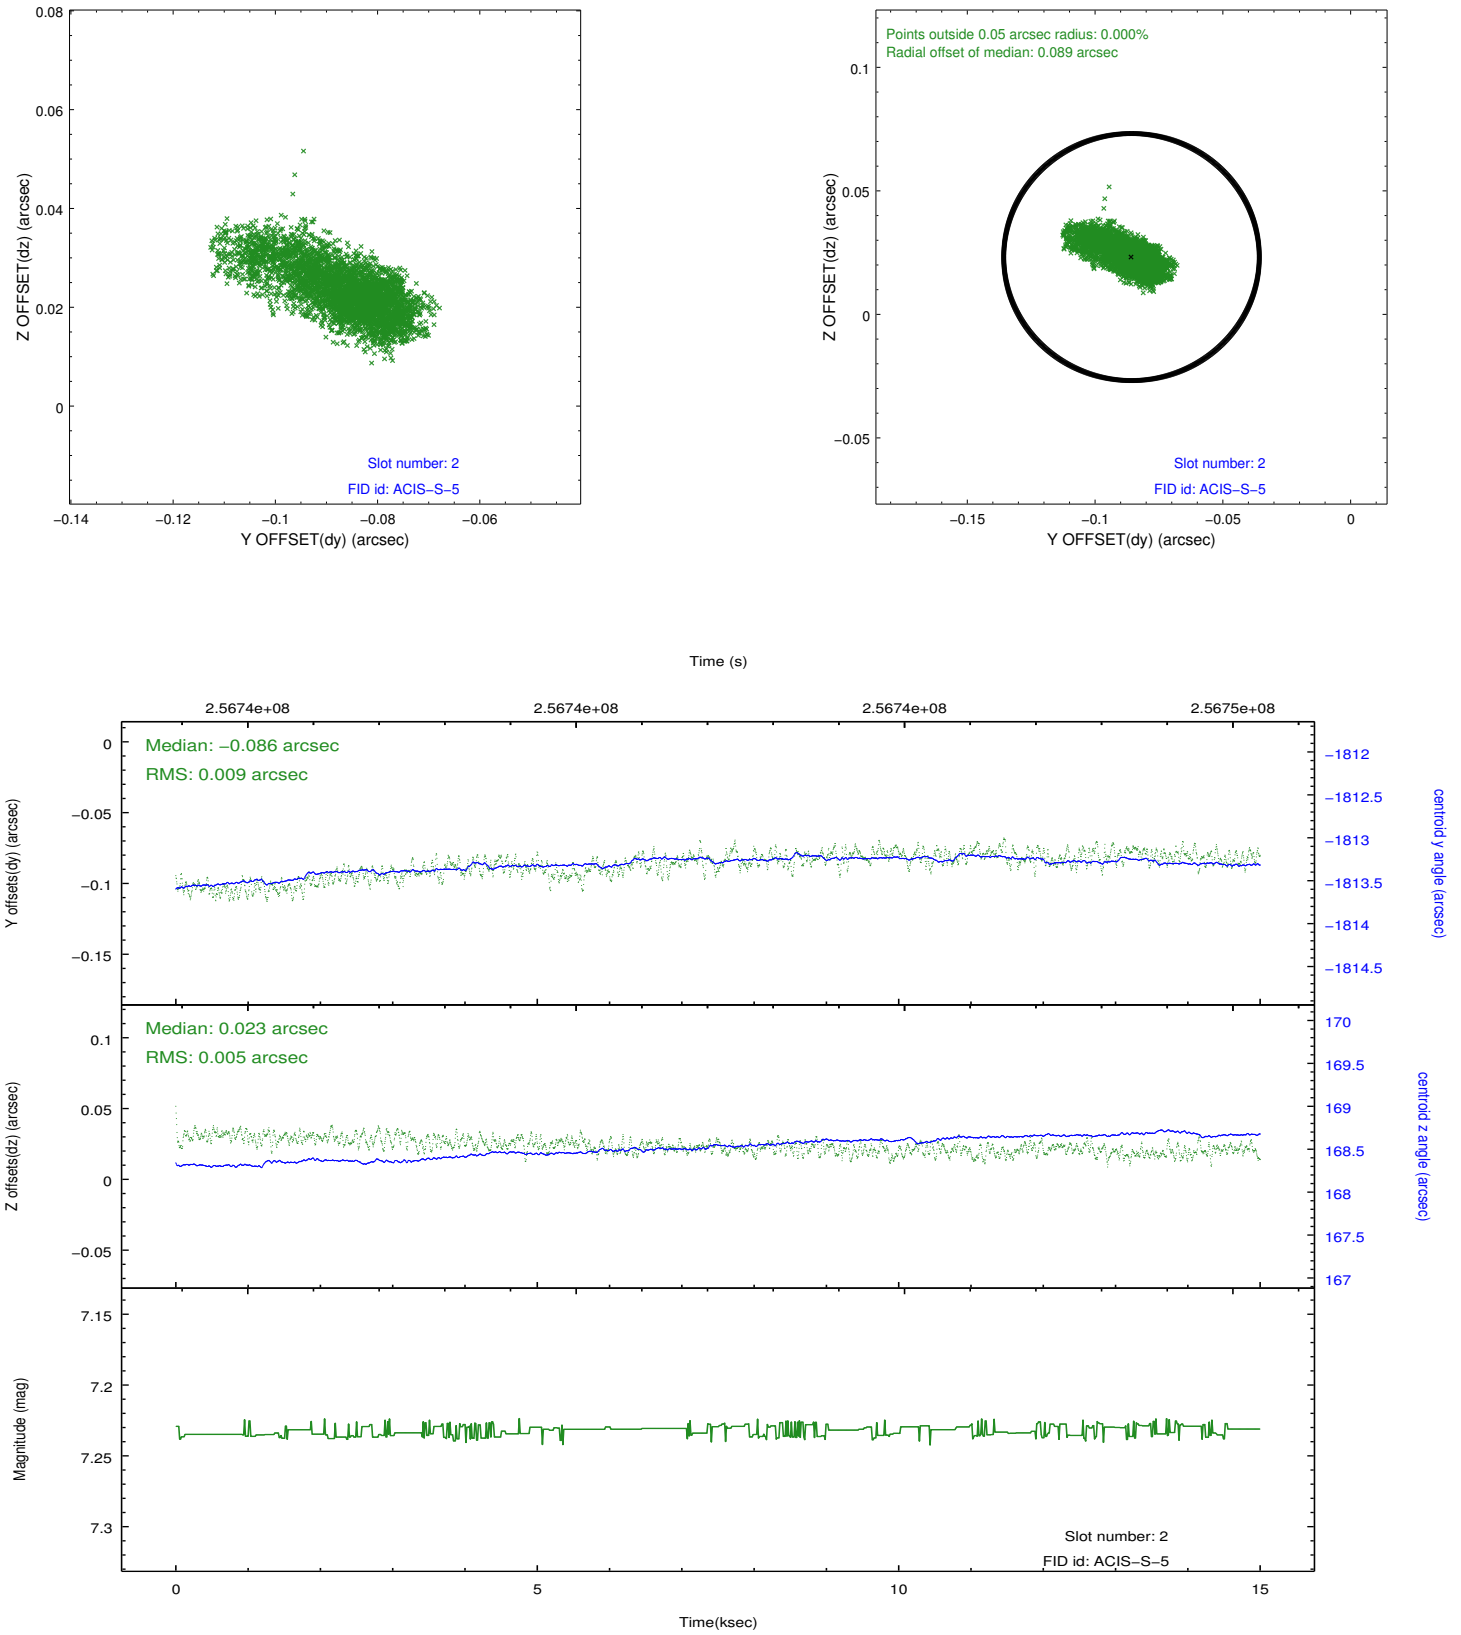 0.08
0.06
0.04
0.02
0
Z OFFSET(dz) (arcsec)
Slot number: 2
FID id: ACIS−S−5
−0.14
−0.12
−0.1
−0.08
−0.06
Y OFFSET(dy) (arcsec)
Points outside 0.05 arcsec radius: 0.000%
Radial offset of median: 0.089 arcsec
0.1
0.05
0
−0.05
Z OFFSET(dz) (arcsec)
Slot number: 2
FID id: ACIS−S−5
−0.15
−0.1
−0.05
0
Y OFFSET(dy) (arcsec)
Time (s)
2.5674e+08
2.5674e+08
2.5674e+08
2.5675e+08
Median: −0.086 arcsec
RMS: 0.009 arcsec
0
−0.05
−0.1
−0.15
Y offsets(dy) (arcsec)
−1812
−1812.5
−1813
−1813.5
−1814
−1814.5
centroid y angle (arcsec)
Median: 0.023 arcsec
RMS: 0.005 arcsec
0.1
0.05
0
−0.05
Z offsets(dz) (arcsec)
170
169.5
169
168.5
168
167.5
167
centroid z angle (arcsec)
7.15
7.2
7.25
7.3
Magnitude (mag)
Slot number: 2
FID id: ACIS−S−5
0
5
10
15
Time(ksec)